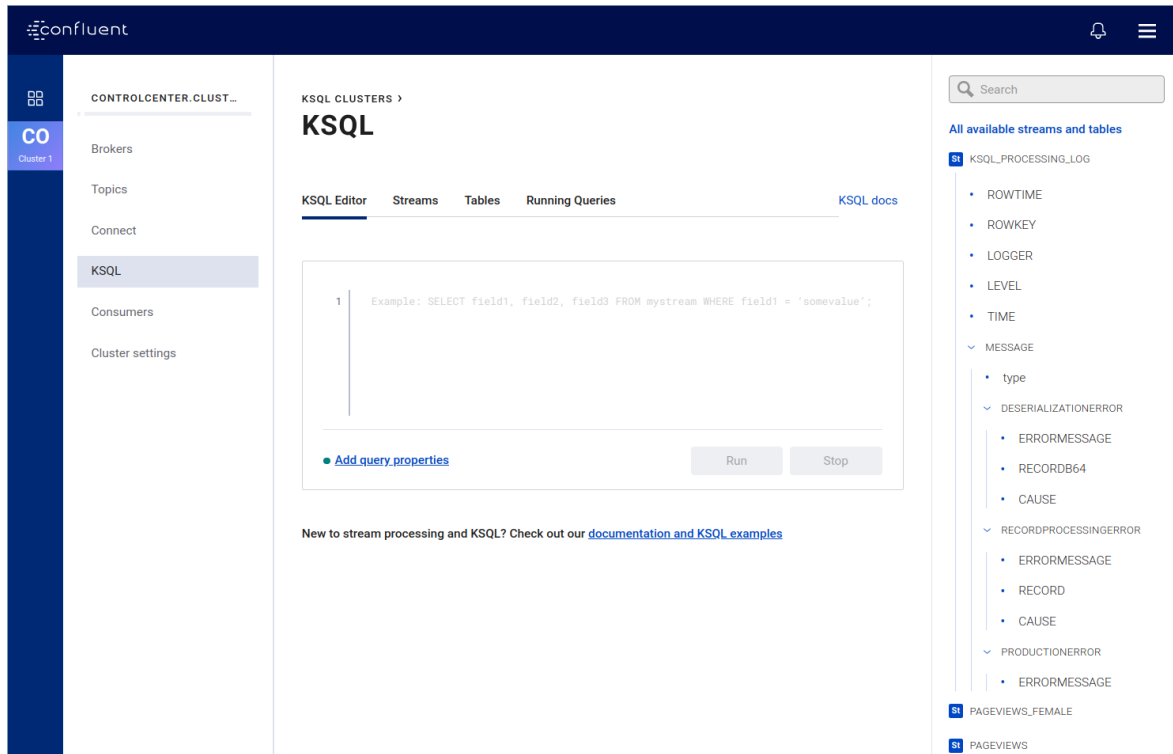 confluent
CO
Cluster 1
CONTROLCENTER.CLUST...
Brokers
Topics
Connect
KSQL
Consumers
Cluster settings
KSQL CLUSTERS ›
KSQL
KSQL Editor Streams Tables Running Queries KSQL docs
1 Example: SELECT field1, field2, field3 FROM mystream WHERE field1 = 'somevalue';
Add query properties Run Stop
New to stream processing and KSQL? Check out our documentation and KSQL examples
Search
All available streams and tables
St KSQL_PROCESSING_LOG
• ROWTIME
• ROWKEY
• LOGGER
• LEVEL
• TIME
MESSAGE
• type
DESERIALIZATIONERROR
• ERRORMESSAGE
• RECORDB64
• CAUSE
RECORDPROCESSINGERROR
• ERRORMESSAGE
• RECORD
• CAUSE
PRODUCTIONERROR
• ERRORMESSAGE
St PAGEVIEWS_FEMALE
St PAGEVIEWS